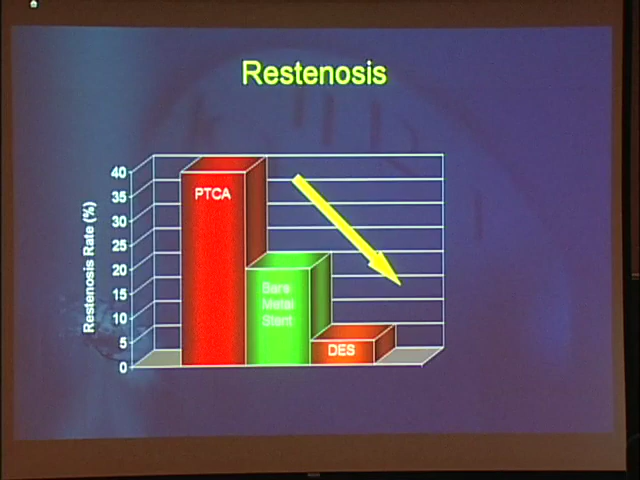 Restenosis
Restenosis Rate (%)
40
35
30
25
20
15
10
5
0
PTCA
Bare
Metal
Stent
DES